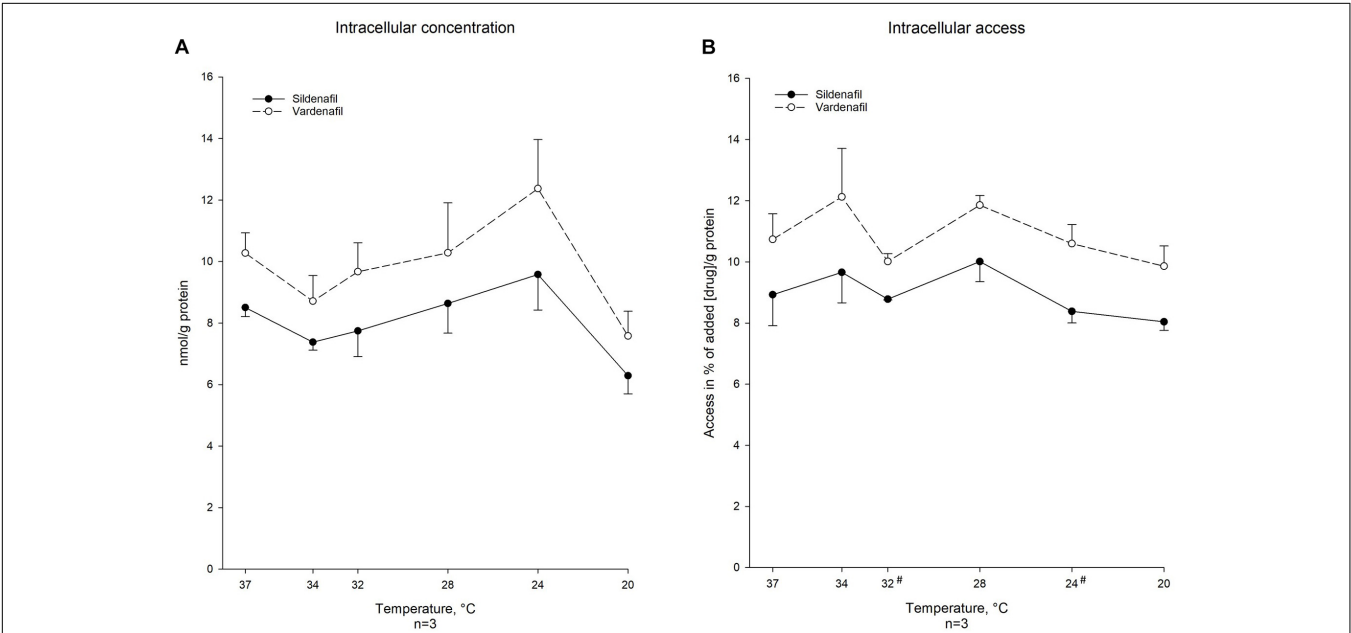 Intracellular concentration
A
16
14
12
10
8
6
4
2
0
nmol/g protein
Sildenafil
Vardenafil
37
34
32
28
24
20
Temperature, °C
n=3
Intracellular access
B
16
14
12
10
8
6
4
2
0
Access in % of added [drug]/g protein
Sildenafil
Vardenafil
37
34
32 #
28
24 #
20
Temperature, °C
n=3